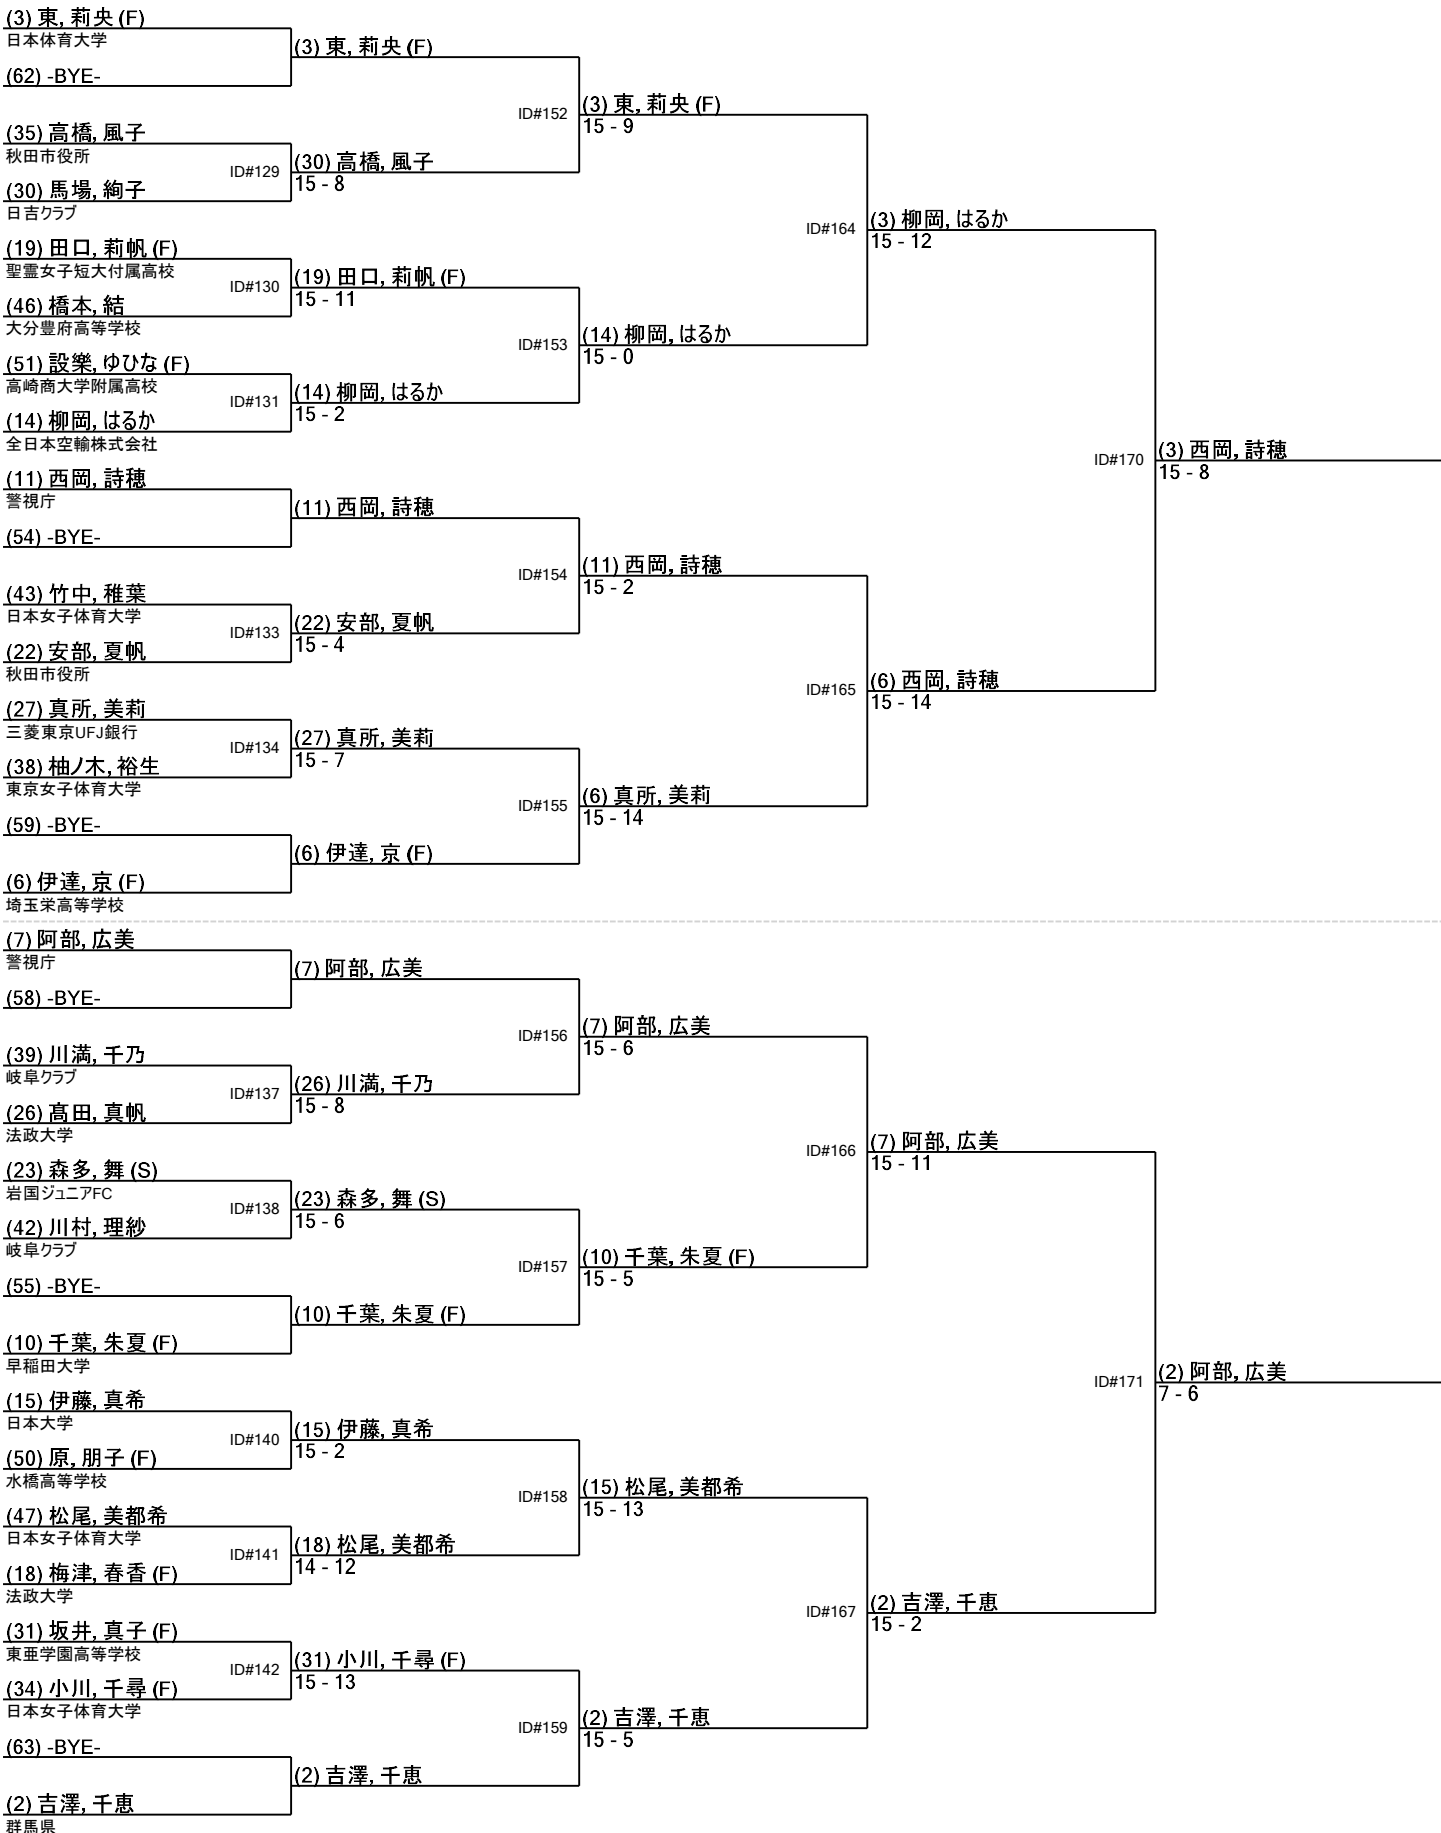 (3) 東, 莉央 (F)
日本体育大学
(3) 東, 莉央 (F)
(62) -BYE-
ID#152
(3) 東, 莉央 (F)
15 - 9
(35) 高橋, 風子
秋田市役所
ID#129
(30) 高橋, 風子
15 - 8
(30) 馬場, 絢子
日吉クラブ
ID#164
(3) 柳岡, はるか
15 - 12
(19) 田口, 莉帆 (F)
聖霊女子短大付属高校
ID#130
(19) 田口, 莉帆 (F)
15 - 11
(46) 橋本, 結
大分豊府高等学校
ID#153
(14) 柳岡, はるか
15 - 0
(51) 設樂, ゆひな (F)
高崎商大学附属高校
ID#131
(14) 柳岡, はるか
15 - 2
(14) 柳岡, はるか
全日本空輸株式会社
ID#170
(3) 西岡, 詩穂
15 - 8
(11) 西岡, 詩穂
警視庁
(11) 西岡, 詩穂
(54) -BYE-
ID#154
(11) 西岡, 詩穂
15 - 2
(43) 竹中, 稚葉
日本女子体育大学
ID#133
(22) 安部, 夏帆
15 - 4
(22) 安部, 夏帆
秋田市役所
ID#165
(6) 西岡, 詩穂
15 - 14
(27) 真所, 美莉
三菱東京UFJ銀行
ID#134
(27) 真所, 美莉
15 - 7
(38) 柚ノ木, 裕生
東京女子体育大学
ID#155
(6) 真所, 美莉
15 - 14
(59) -BYE-
(6) 伊達, 京 (F)
(6) 伊達, 京 (F)
埼玉栄高等学校
(7) 阿部, 広美
警視庁
(7) 阿部, 広美
(58) -BYE-
ID#156
(7) 阿部, 広美
15 - 6
(39) 川満, 千乃
岐阜クラブ
ID#137
(26) 川満, 千乃
15 - 8
(26) 髙田, 真帆
法政大学
ID#166
(7) 阿部, 広美
15 - 11
(23) 森多, 舞 (S)
岩国ジュニアFC
ID#138
(23) 森多, 舞 (S)
15 - 6
(42) 川村, 理紗
岐阜クラブ
ID#157
(10) 千葉, 朱夏 (F)
15 - 5
(55) -BYE-
(10) 千葉, 朱夏 (F)
(10) 千葉, 朱夏 (F)
早稲田大学
ID#171
(2) 阿部, 広美
7 - 6
(15) 伊藤, 真希
日本大学
ID#140
(15) 伊藤, 真希
15 - 2
(50) 原, 朋子 (F)
水橋高等学校
ID#158
(15) 松尾, 美都希
15 - 13
(47) 松尾, 美都希
日本女子体育大学
ID#141
(18) 松尾, 美都希
14 - 12
(18) 梅津, 春香 (F)
法政大学
ID#167
(2) 吉澤, 千恵
15 - 2
(31) 坂井, 真子 (F)
東亜学園高等学校
ID#142
(31) 小川, 千尋 (F)
15 - 13
(34) 小川, 千尋 (F)
日本女子体育大学
ID#159
(2) 吉澤, 千恵
15 - 5
(63) -BYE-
(2) 吉澤, 千恵
(2) 吉澤, 千恵
群馬県